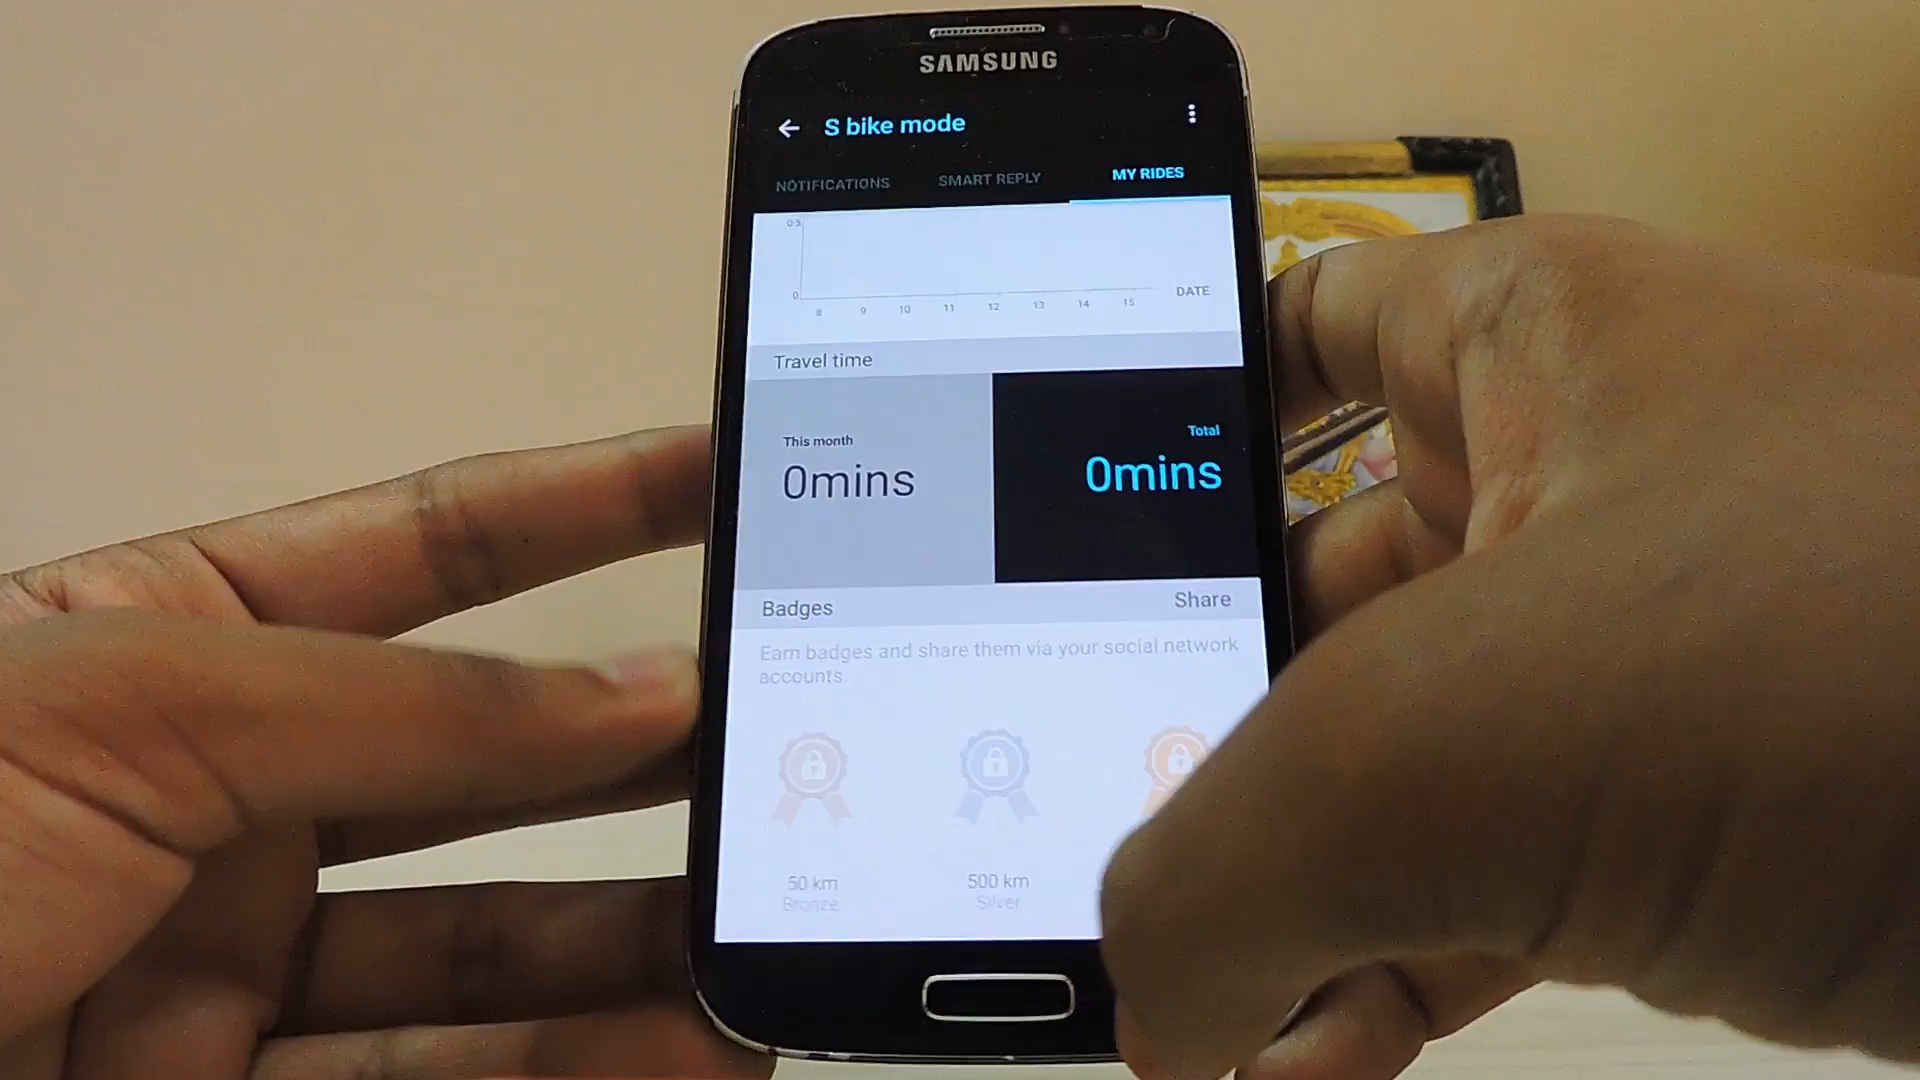 SAMSUNG
S bike mode
NOTIFICATIONS
SMART REPLY
MY RIDES
0.5
0
8 9 10 11 12 13 14 15
DATE
Travel time
This month
0mins
Total
0mins
Badges
Share
Earn badges and share them via your social network
accounts.
50 km
Bronze
500 km
Silver